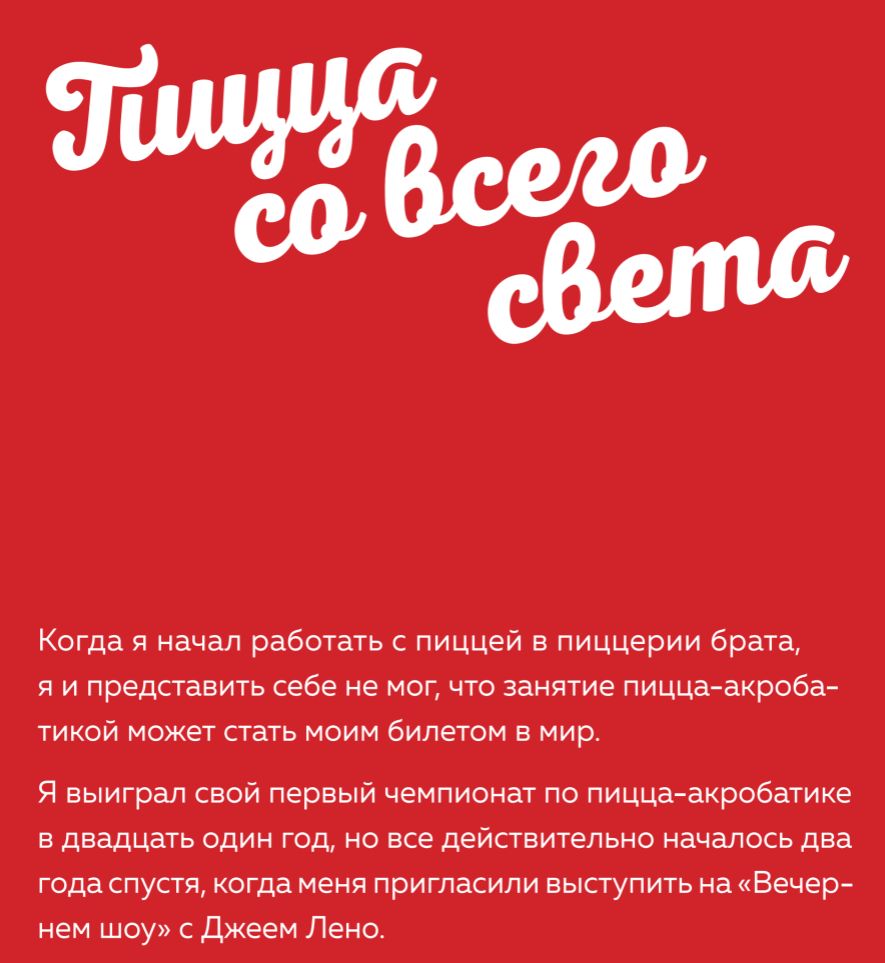 Пицца
со всего
света
Когда я начал работать с пиццей в пиццерии брата,
я и представить себе не мог, что занятие пицца-акроба-
тикой может стать моим билетом в мир.
Я выиграл свой первый чемпионат по пицца-акробатике
в двадцать один год, но все действительно началось два
года спустя, когда меня пригласили выступить на «Вечер-
нем шоу» с Джеем Лено.